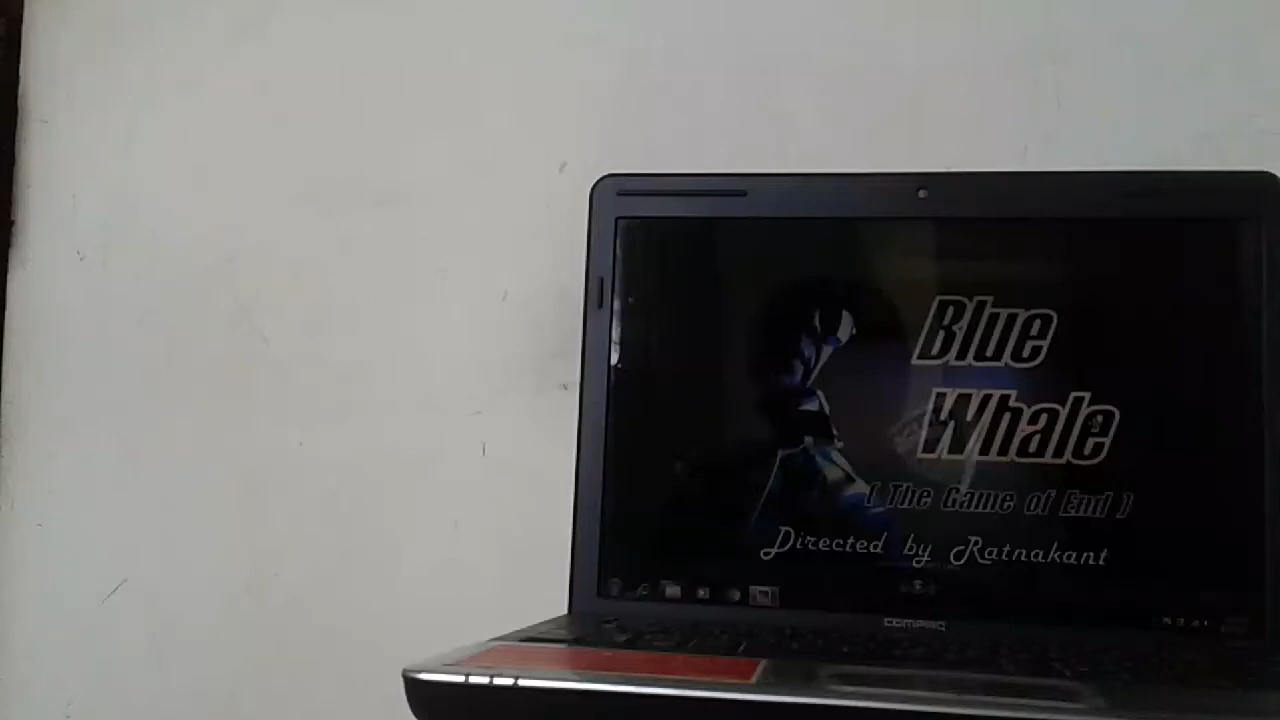 Blue
Whale
( The Game of End )
Directed by Ratnakant
COMPAQ